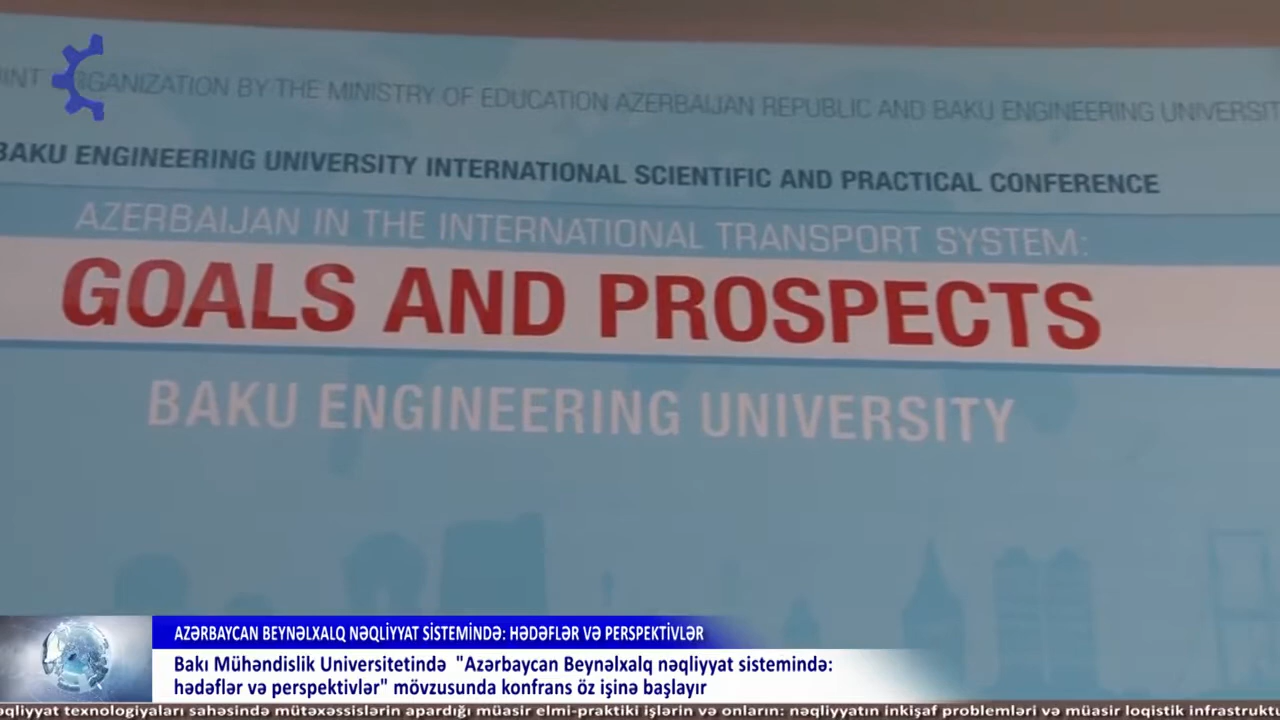 ORGANIZATION BY THE MINISTRY OF EDUCATION AZERBAIJAN REPUBLIC AND BAKU ENGINEERING
BAKU ENGINEERING UNIVERSITY INTERNATIONAL SCIENTIFIC AND PRACTICAL CONFERENCE
AZERBAIJAN IN THE INTERNATIONAL TRANSPORT SYSTEM:
GOALS AND PROSPECTS
BAKU ENGINEERING UNIVERSITY
AZƏRBAYCAN BEYNƏLXALQ NƏQLİYYAT SİSTEMİNDƏ: HƏDƏFLƏR VƏ PERSPEKTİVLƏR
Bakı Mühəndislik Universitetində "Azərbaycan Beynəlxalq nəqliyyat sistemində:
hədəflər və perspektivlər" mövzusunda konfrans öz işinə başlayır
texnologiyaları sahəsində mütəxəssislərin apardığı müasir elmi-praktiki işlərin və onların: nəqliyyatın inkişaf problemləri və müasir loqistik